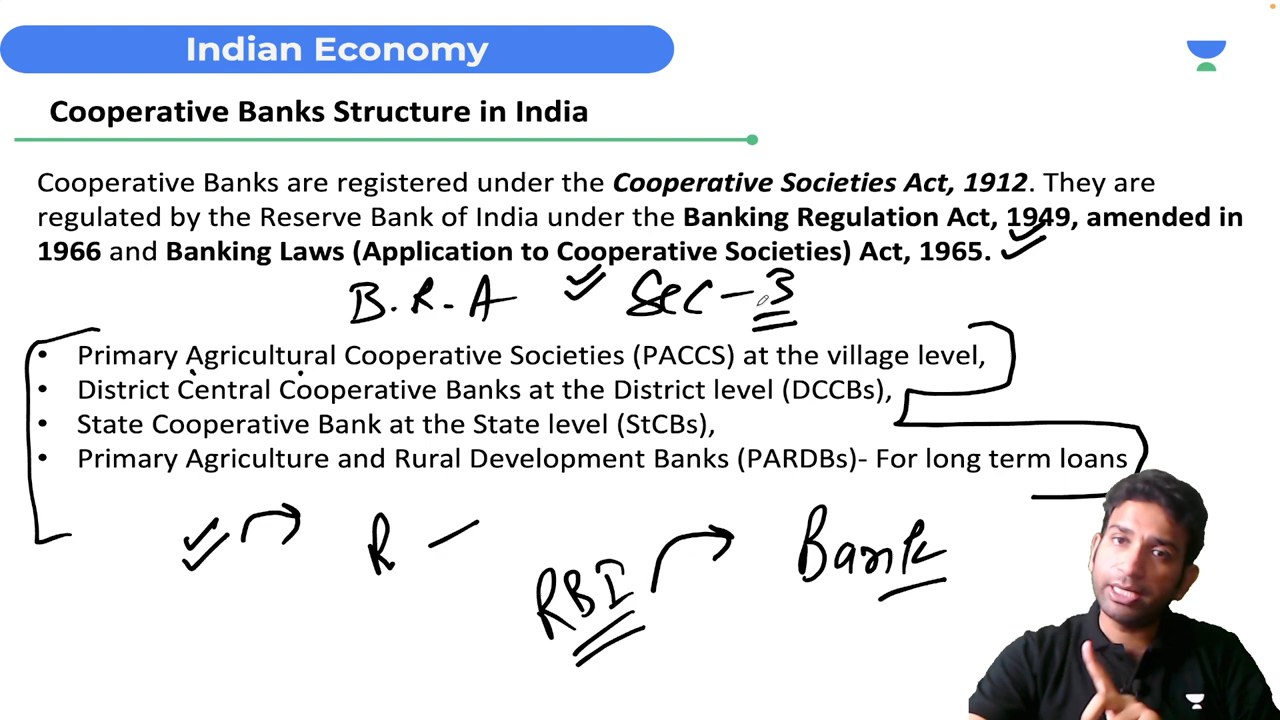 Indian Economy
Cooperative Banks Structure in India
Cooperative Banks are registered under the Cooperative Societies Act, 1912. They are
regulated by the Reserve Bank of India under the Banking Regulation Act, 1949, amended in
1966 and Banking Laws (Application to Cooperative Societies) Act, 1965.
B.R.A Sec-3
• Primary Agricultural Cooperative Societies (PACCS) at the village level,
• District Central Cooperative Banks at the District level (DCCBs),
• State Cooperative Bank at the State level (StCBs),
• Primary Agriculture and Rural Development Banks (PARDBs)- For long term loans
R -
RBI Bank